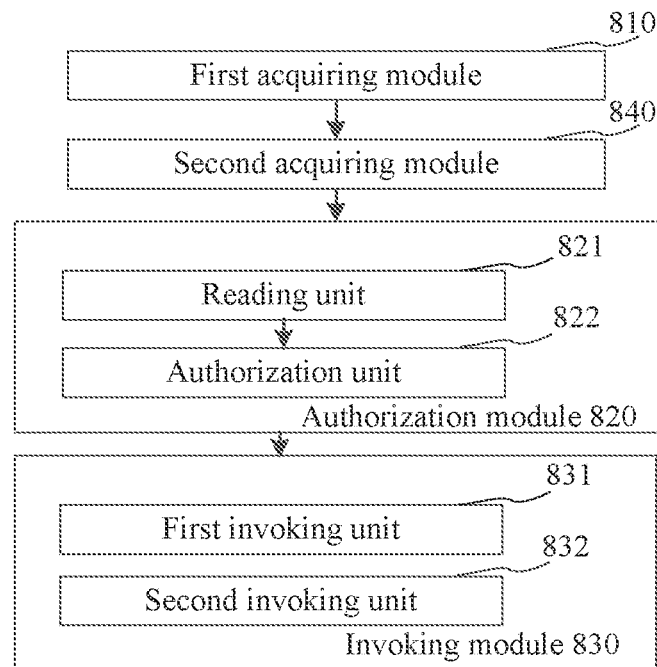 810
First acquiring module
840
Second acquiring module
821
Reading unit
822
Authorization unit
Authorization module 820
831
First invoking unit
832
Second invoking unit
Invoking module 830